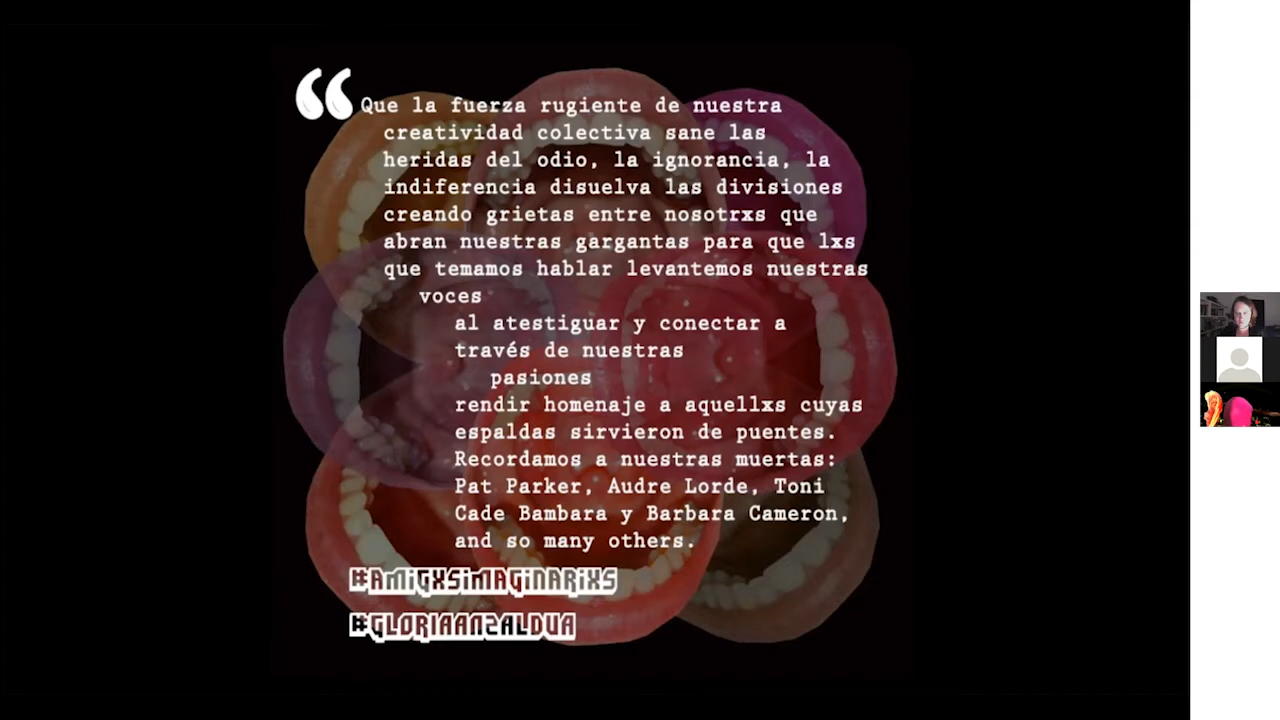 “Que la fuerza rugiente de nuestra
creatividad colectiva sane las
heridas del odio, la ignorancia, la
indiferencia disuelva las divisiones
creando grietas entre nosotrxs que
abran nuestras gargantas para que lxs
que temamos hablar levantemos nuestras
voces
al atestiguar y conectar a
través de nuestras
pasiones
rendir homenaje a aquellxs cuyas
espaldas sirvieron de puentes.
Recordamos a nuestras muertas:
Pat Parker, Audre Lorde, Toni
Cade Bambara y Barbara Cameron,
and so many others.
#AMIGXSIMAGINARIXS
#GLORIAANZALDUA